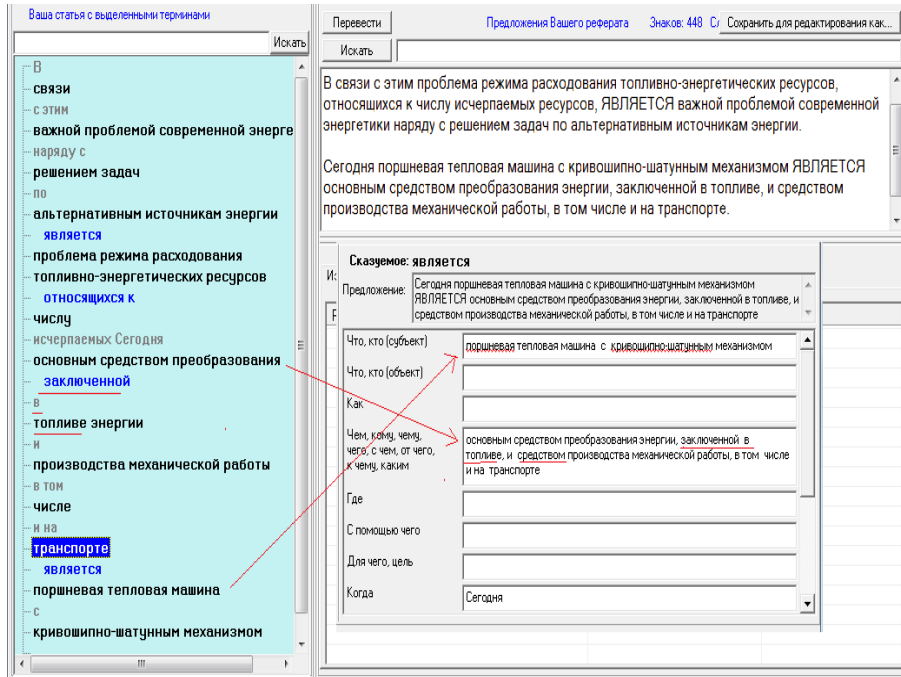 Ваша статья с выделенными терминами
Искать
В
связи
с этим
важной проблемой современной энерге
наряду с
решением задач
по
альтернативным источникам энергии
является
проблема режима расходования
топливно-энергетических ресурсов
относящихся к
числу
исчерпаемых Сегодня
основным средством преобразования
заключенной
в
топливе энергии
и
производства механической работы
в том
числе
и на
транспорте
является
поршневая тепловая машина
с
кривошипно-шатунным механизмом
Перевести
Предложения Вашего реферата
Знаков: 448
Сохранить для редактирования как...
Искать
В связи с этим проблема режима расходования топливно-энергетических ресурсов,
относяшихся к числу исчерпаемых ресурсов, ЯВЛЯЕТСЯ важной проблемой современной
энергетики наряду с решением задач по альтернативным источникам энергии.
Сегодня поршневая тепловая машина с кривошипно-шатунным механизмом ЯВЛЯЕТСЯ
основным средством преобразования энергии, заключенной в топливе, и средством
производства механической работы, в том числе и на транспорте.
Сказуемое: является
Предложение:
Сегодня поршневая тепловая машина с кривошипно-шатунным механизмом
ЯВЛЯЕТСЯ основным средством преобразования энергии, заключенной в топливе, и
средством производства механической работы, в том числе и на транспорте
Что, кто (субъект)
поршневая тепловая машина с кривошипно-шатунным механизмом
Что, кто (объект)
Как
Чем, кому, чему,
чего, с чем, от чего,
к чему, каким
основным средством преобразования энергии, заключенной в
топливе, и средством производства механической работы, в том числе
и на транспорте
Где
С помощью чего
Для чего, цель
Когда
Сегодня